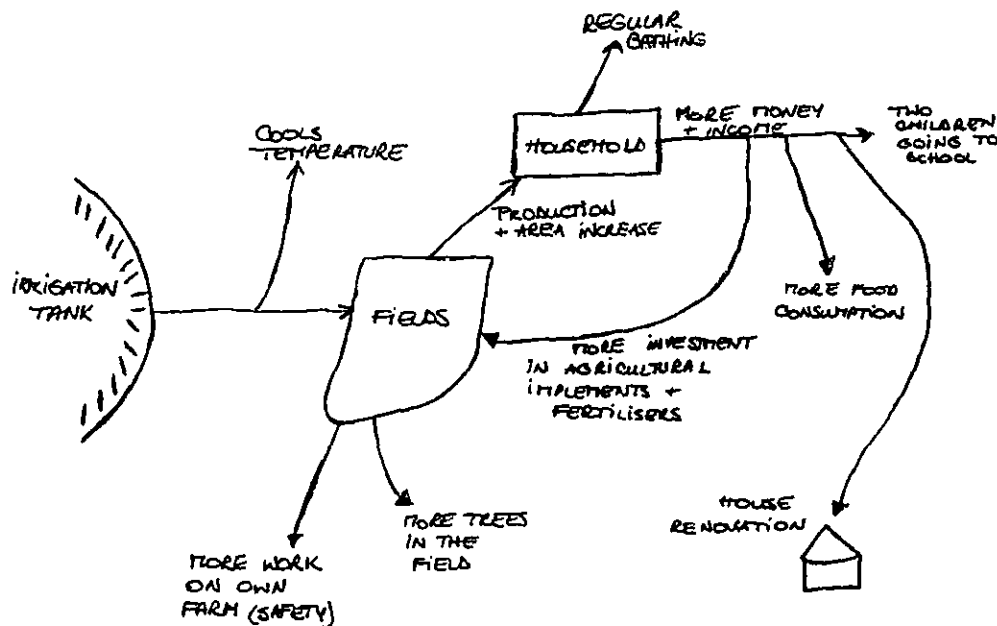 REGULAR
BATHING
COOLS
TEMPERATURE
HOUSEHOLD
MORE MONEY
+ INCOME
TWO
CHILDREN
GOING TO
SCHOOL
PRODUCTION
+ AREA INCREASE
IRRIGATION
TANK
FIELDS
MORE FOOD
CONSUMATION
MORE INVESTMENT
IN AGRICULTURAL
IMPLEMENTS +
FERTILISERS
MORE TREES
IN THE
FIELD
HOUSE
RENOVATION
MORE WORK
ON OWN
FARM (SAFETY)